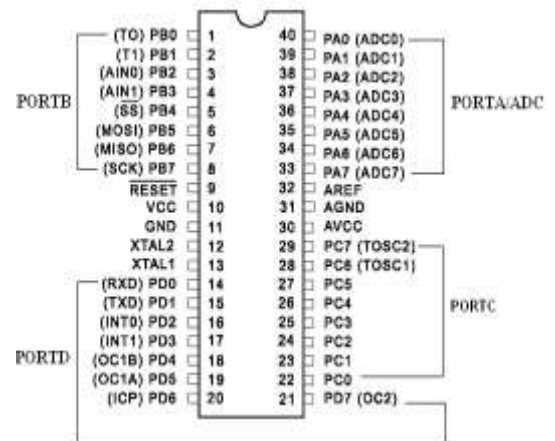 (T0) PB0 1 40 PA0 (ADC0)
(T1) PB1 2 39 PA1 (ADC1)
(AIN0) PB2 3 38 PA2 (ADC2)
(AIN1) PB3 4 37 PA3 (ADC3)
PORTB PORTA/ADC
(SS) PB4 5 36 PA4 (ADC4)
(MOSI) PB5 6 35 PA5 (ADC5)
(MISO) PB6 7 34 PA6 (ADC6)
(SCK) PB7 8 33 PA7 (ADC7)
RESET 9 32 AREF
VCC 10 31 AGND
GND 11 30 AVCC
XTAL2 12 29 PC7 (TOSC2)
XTAL1 13 28 PC6 (TOSC1)
(RXD) PD0 14 27 PC5
(TXD) PD1 15 26 PC4 PORTC
(INT0) PD2 16 25 PC3
(INT1) PD3 17 24 PC2
PORTD (OC1B) PD4 18 23 PC1
(OC1A) PD5 19 22 PC0
(ICP) PD6 20 21 PD7 (OC2)